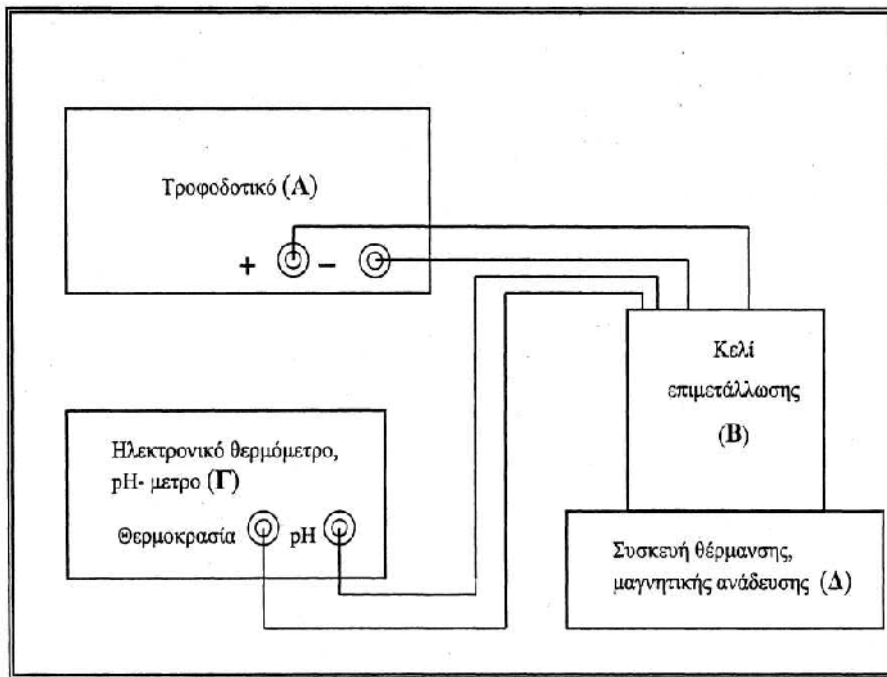 Τροφοδοτικό (Α)
+ −
Κελί
επιμετάλλωσης
(Β)
Ηλεκτρονικό θερμόμετρο,
pH- μετρο (Γ)
Θερμοκρασία pH
Συσκευή θέρμανσης,
μαγνητικής ανάδευσης (Δ)